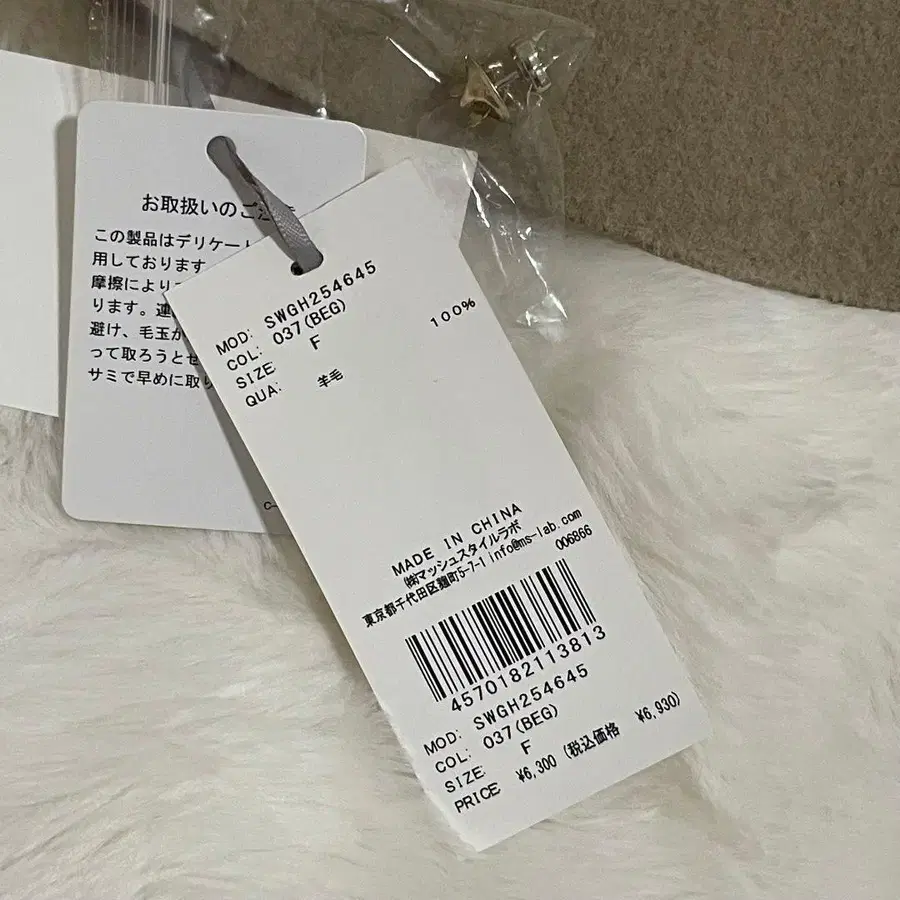 お取扱いのご注意
この製品はデリケート
用しております。
摩擦により
ります。連
避け、毛玉が
って取ろうとせ
サミで早めに取り
MOD: SWGH254645
COL: 037(BEG)
SIZE: F
QUA: 羊毛 100%
MADE IN CHINA
㈱マッシュスタイルラボ
東京都千代田区麹町5-7-1 info@ms-lab.com
006866
4570182113813
MOD: SWGH254645
COL: 037(BEG)
SIZE: F
PRICE ¥6,300 (税込価格 ¥6,930)